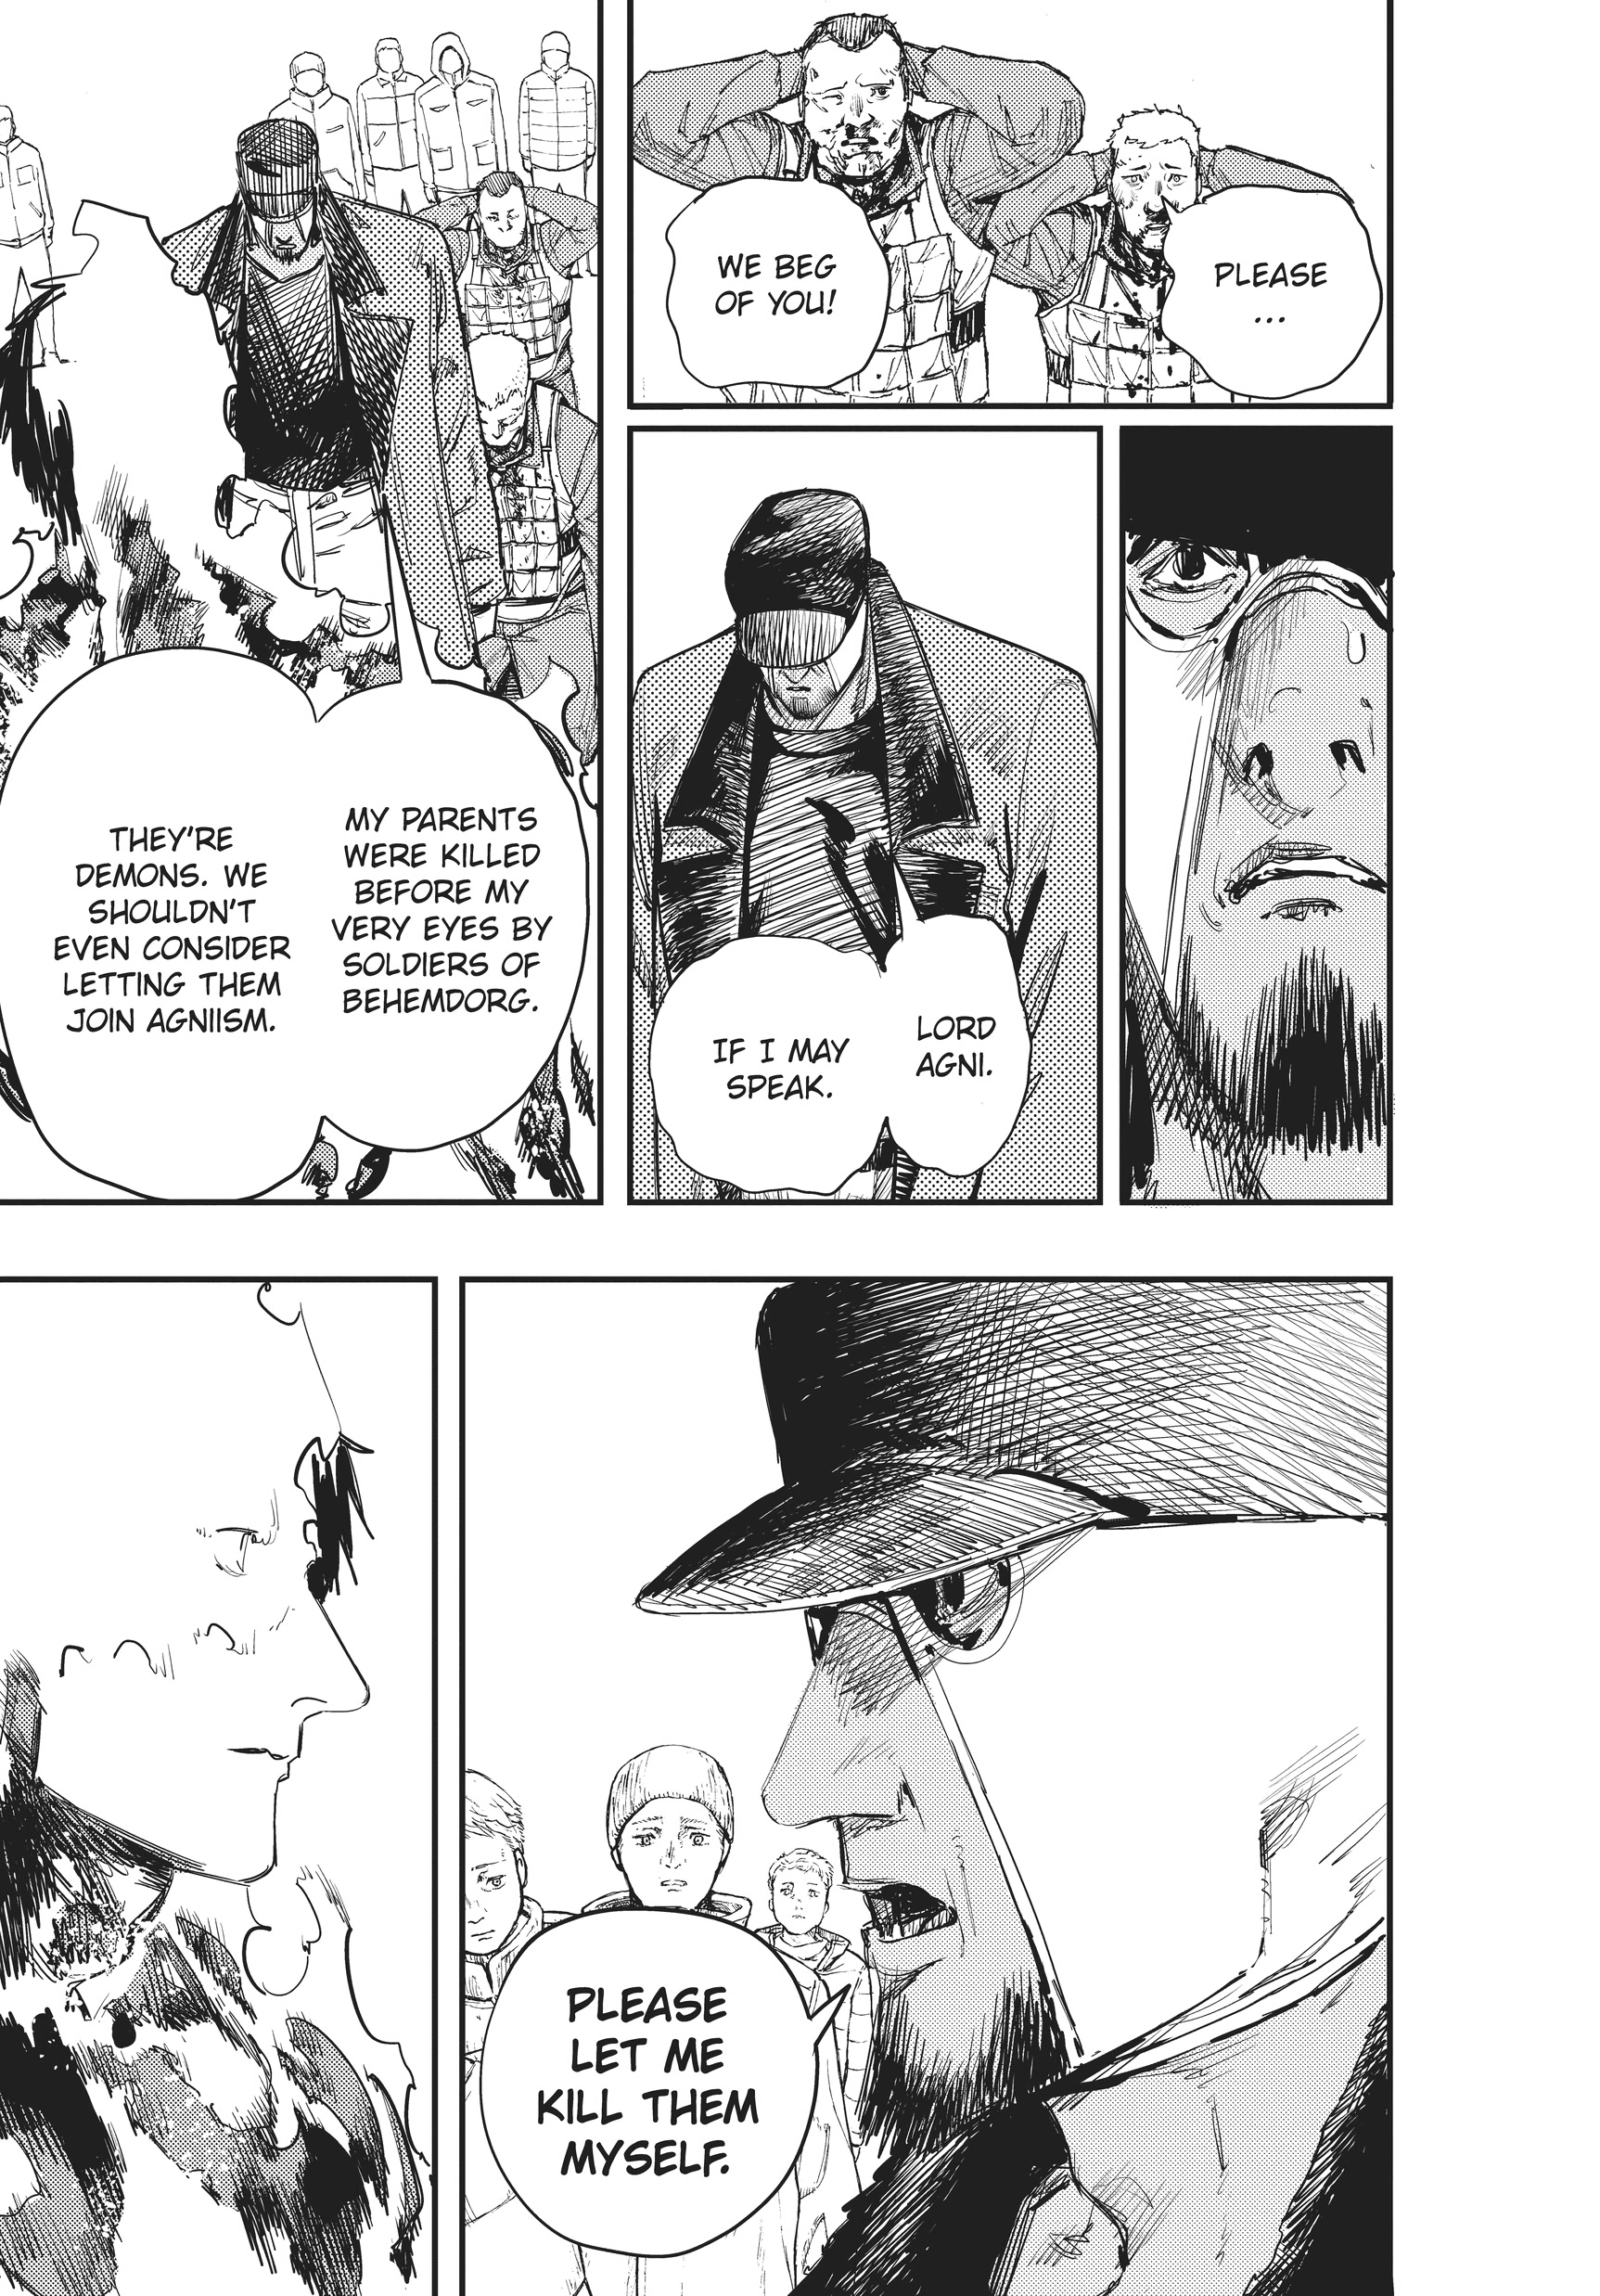 PLEASE
...
WE BEG
OF YOU!
LORD
AGNI.
IF I MAY
SPEAK.
MY PARENTS
WERE KILLED
BEFORE MY
VERY EYES BY
SOLDIERS OF
BEHEMDORG.
THEY'RE
DEMONS. WE
SHOULDN'T
EVEN CONSIDER
LETTING THEM
JOIN AGNIISM.
PLEASE
LET ME
KILL THEM
MYSELF.